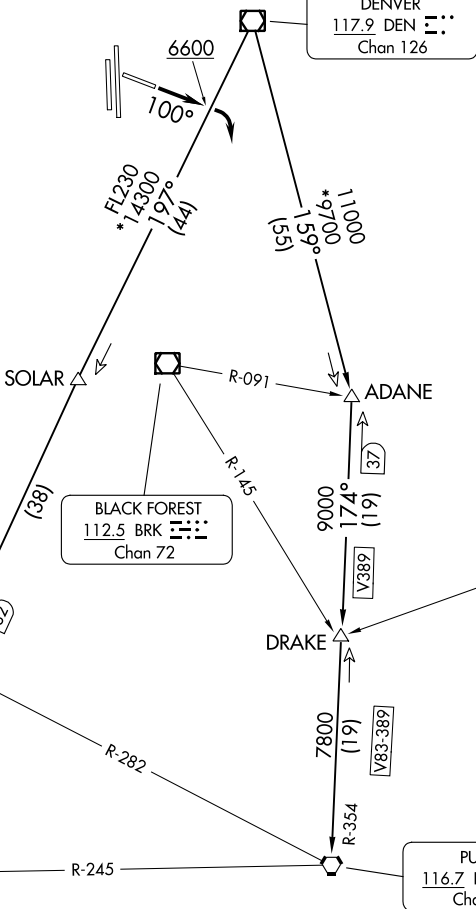 DENVER
117.9 DEN
Chan 126
6600
100°
FL230
*14300
197°
(44)
11000
*9700
159°
(55)
SOLAR
R-091
ADANE
37
R-145
(38)
BLACK FOREST
112.5 BRK
Chan 72
9000
174°
(19)
V389
DRAKE
7800
(19)
V83-389
R-282
R-354
R-245
PU
116.7
Cha